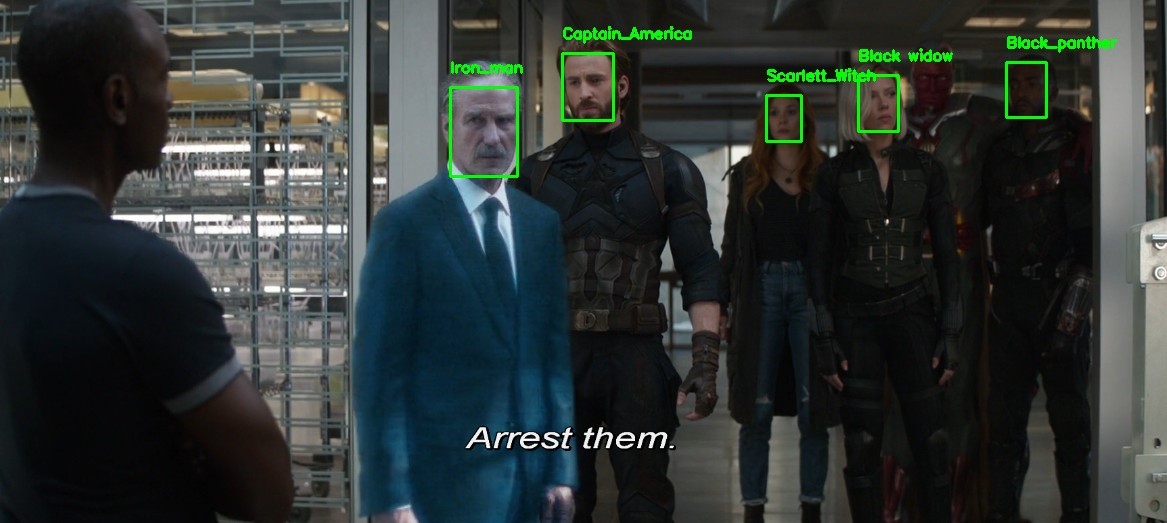 Captain_America
Black_panther
Black widow
Iron_man
Scarlett_Witch
Arrest them.